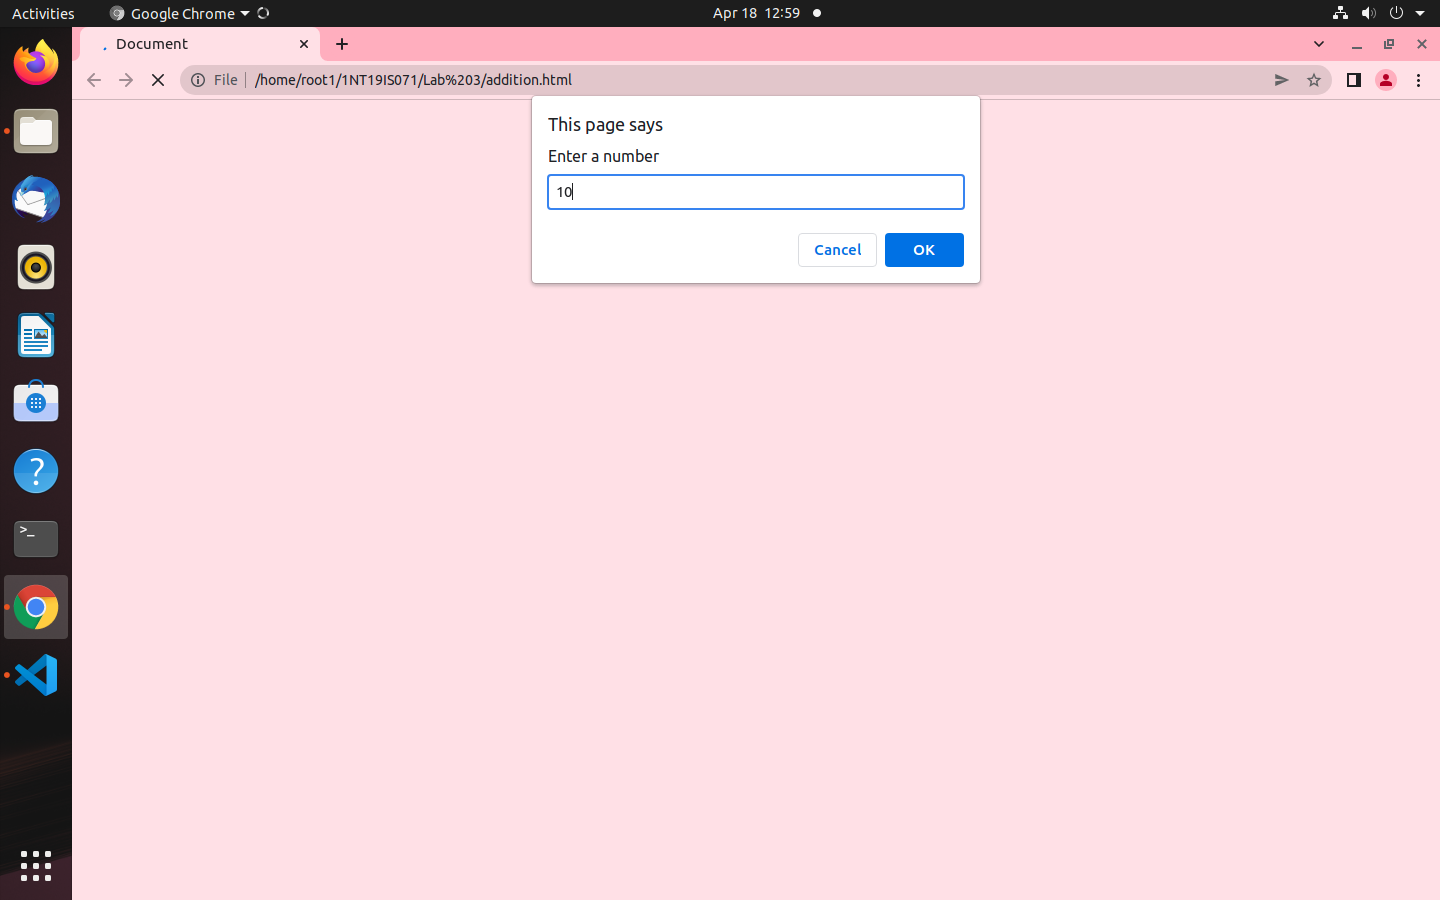 Activities
Google Chrome
Apr 18 12:59
Document
File
/home/root1/1NT19IS071/Lab%203/addition.html
This page says
Enter a number
10
Cancel
OK
?
>_